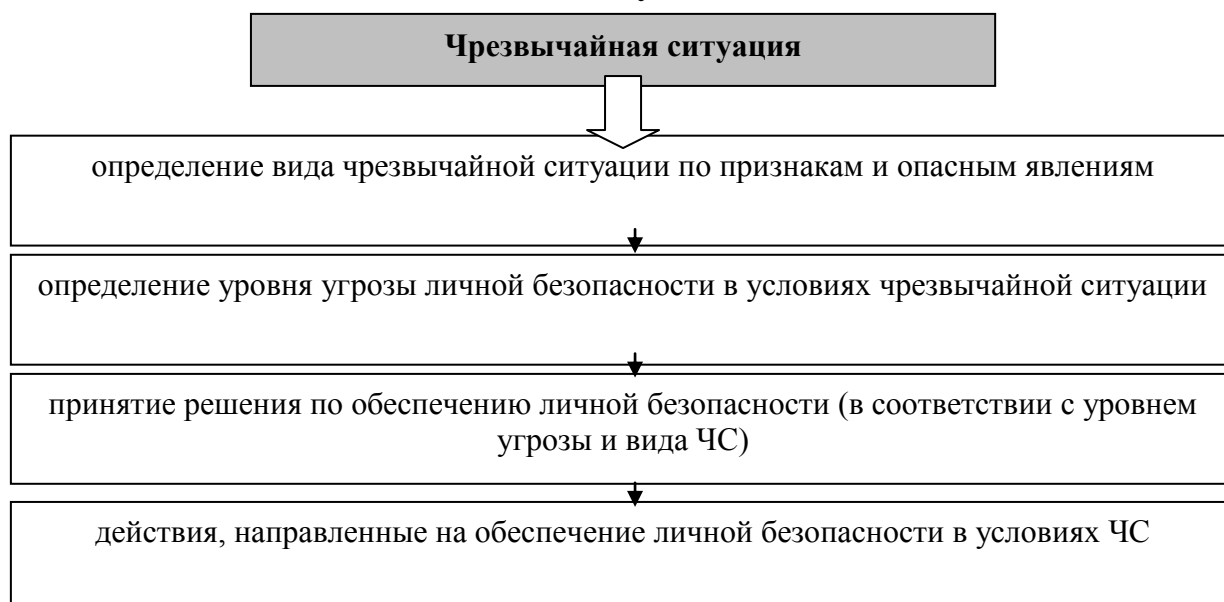 Чрезвычайная ситуация
определение вида чрезвычайной ситуации по признакам и опасным явлениям
определение уровня угрозы личной безопасности в условиях чрезвычайной ситуации
принятие решения по обеспечению личной безопасности (в соответствии с уровнем
угрозы и вида ЧС)
действия, направленные на обеспечение личной безопасности в условиях ЧС